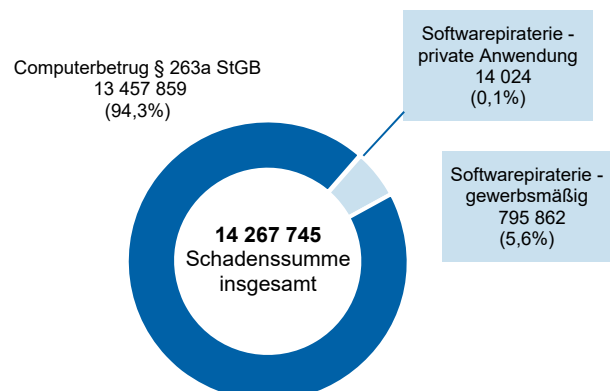 Computerbetrug § 263a StGB
13 457 859
(94,3%)
Softwarepiraterie -
private Anwendung
14 024
(0,1%)
Softwarepiraterie -
gewerbsmäßig
795 862
(5,6%)
14 267 745
Schadenssumme
insgesamt